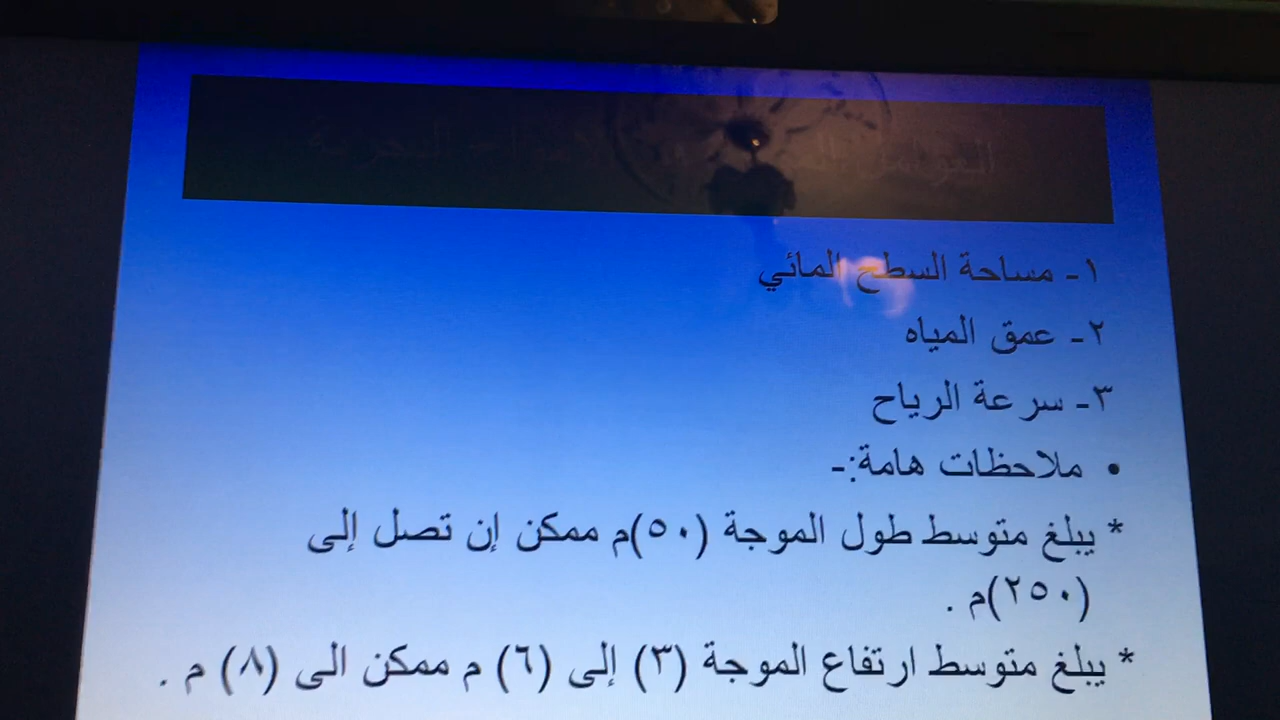 ١- مساحة السطح المائي
٢- عمق المياه
٣- سرعة الرياح
• ملاحظات هامة:-
* يبلغ متوسط طول الموجة (٥٠)م ممكن إن تصل إلى
(٢٥٠)م .
* يبلغ متوسط ارتفاع الموجة (٣) إلى (٦) م ممكن الى (٨) م .